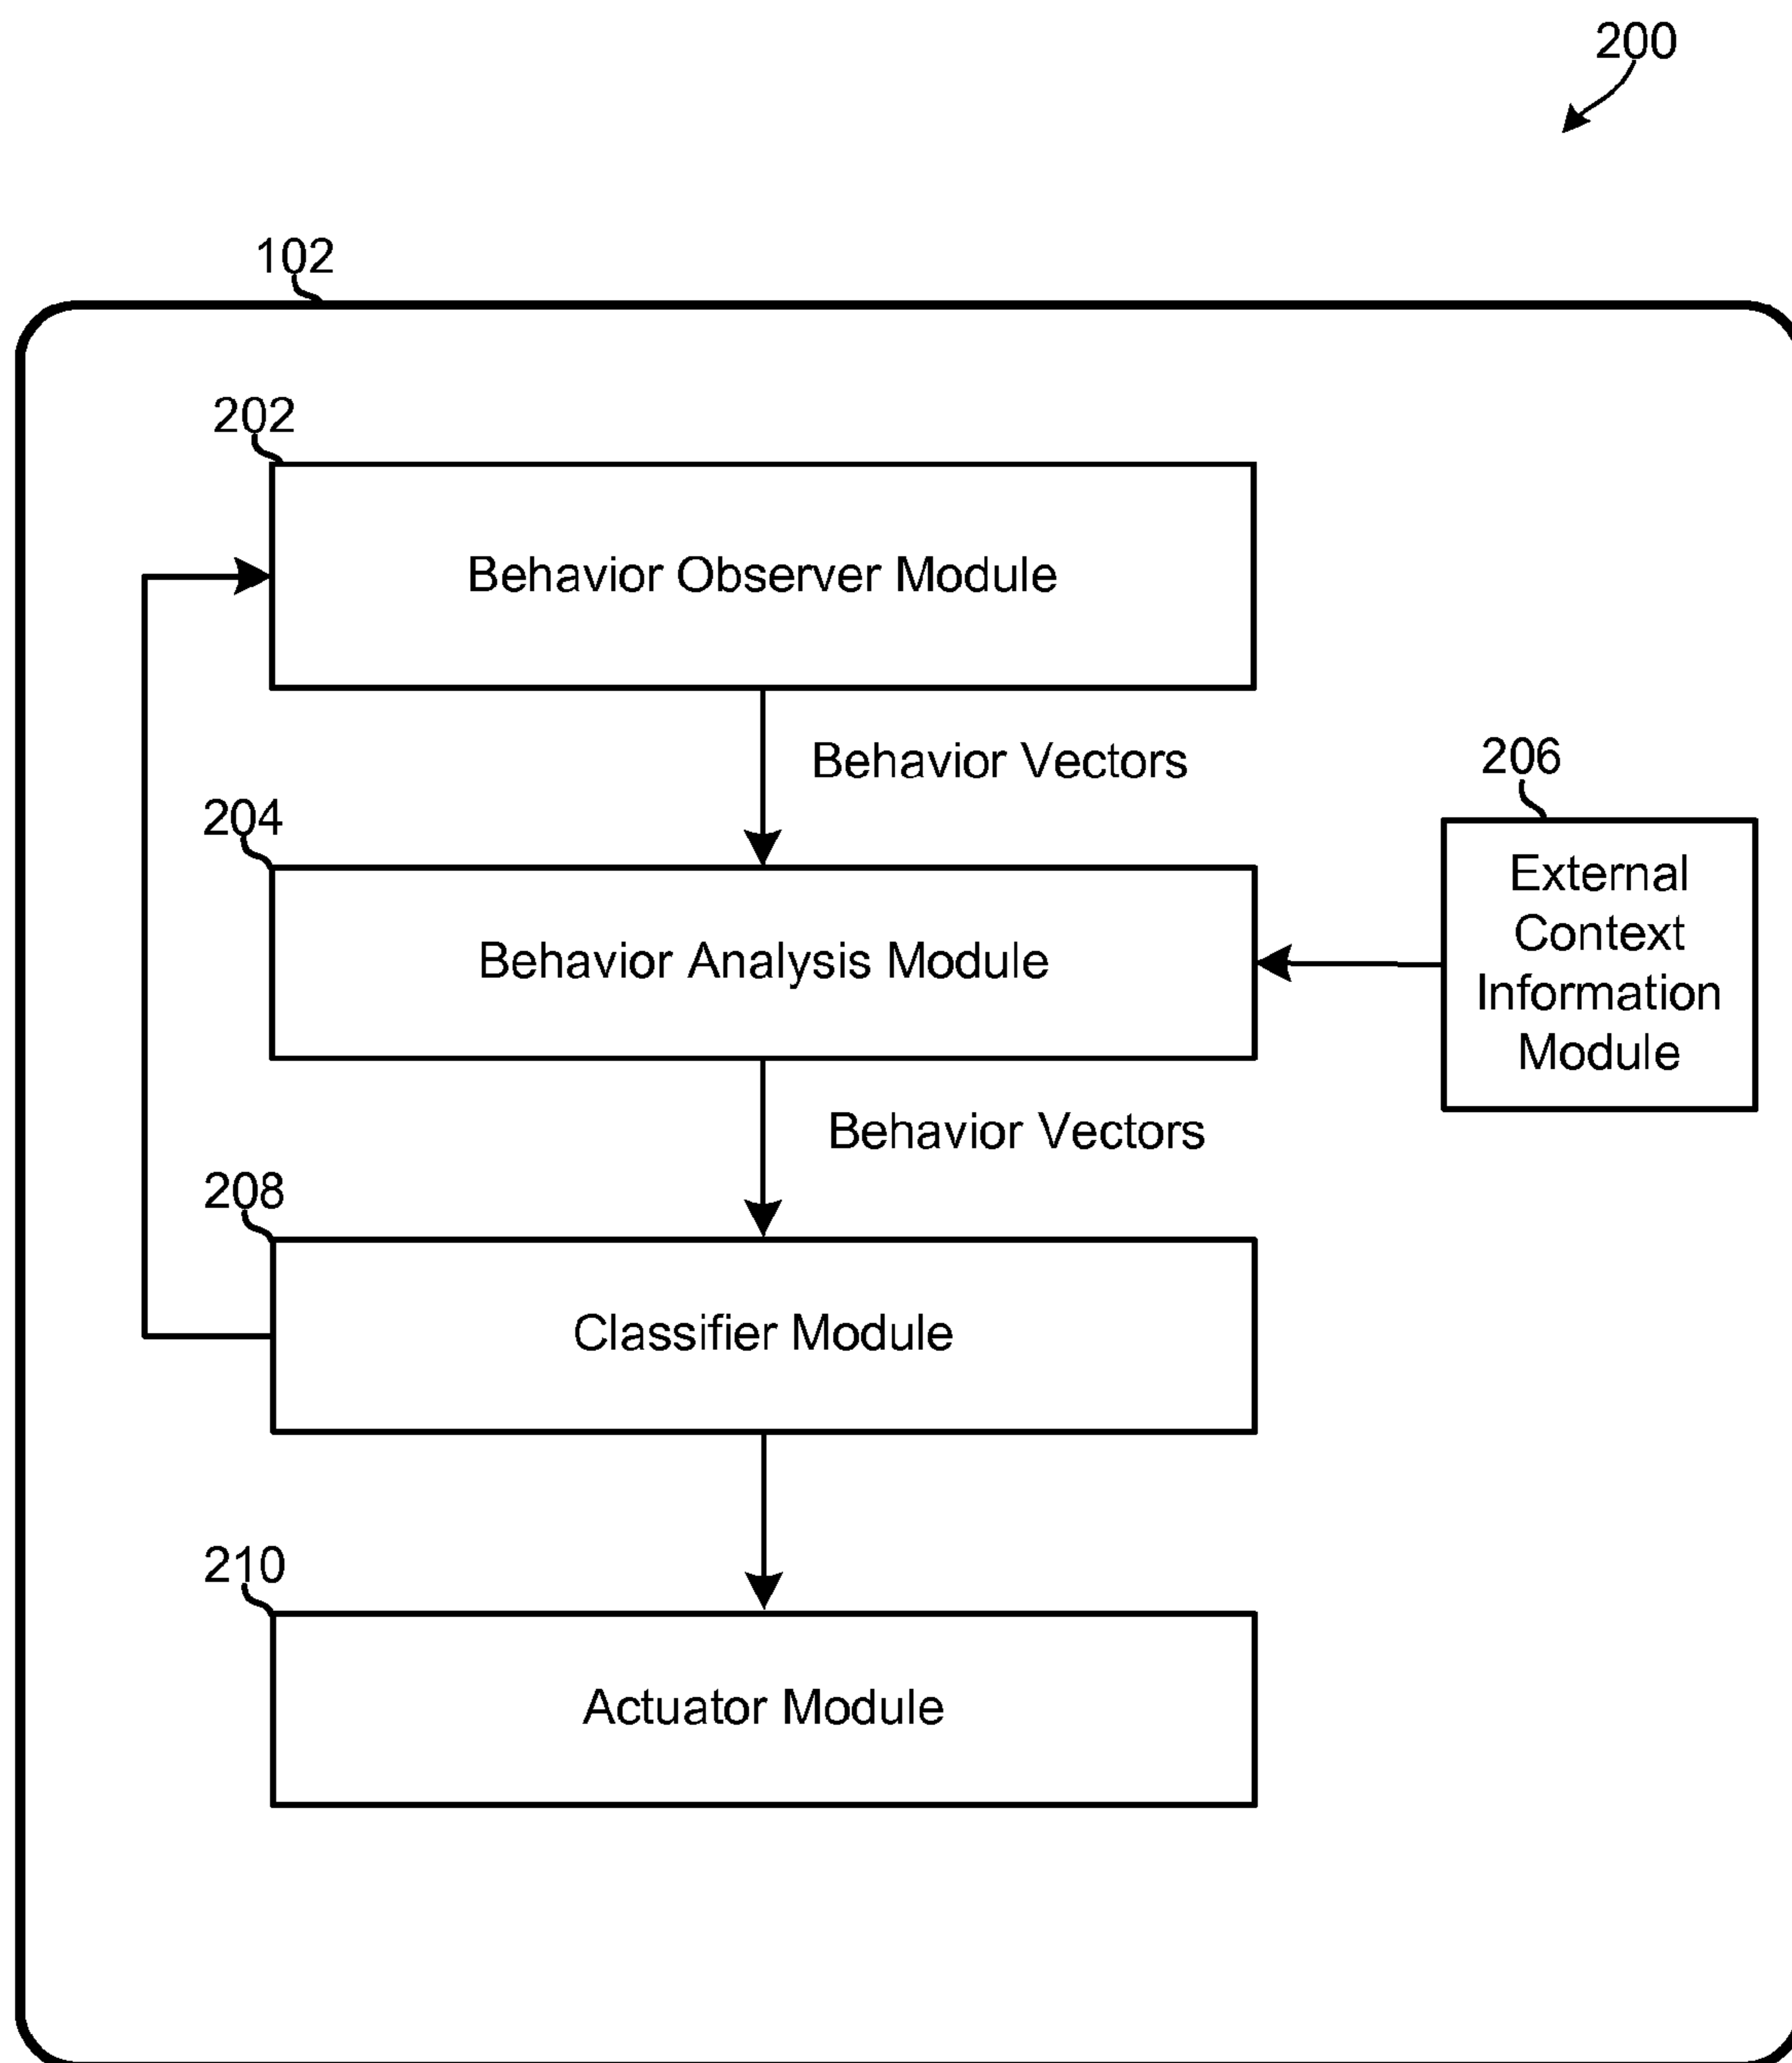 200
102
202
Behavior Observer Module
Behavior Vectors
206
204
External
Context
Information
Module
Behavior Analysis Module
Behavior Vectors
208
Classifier Module
210
Actuator Module